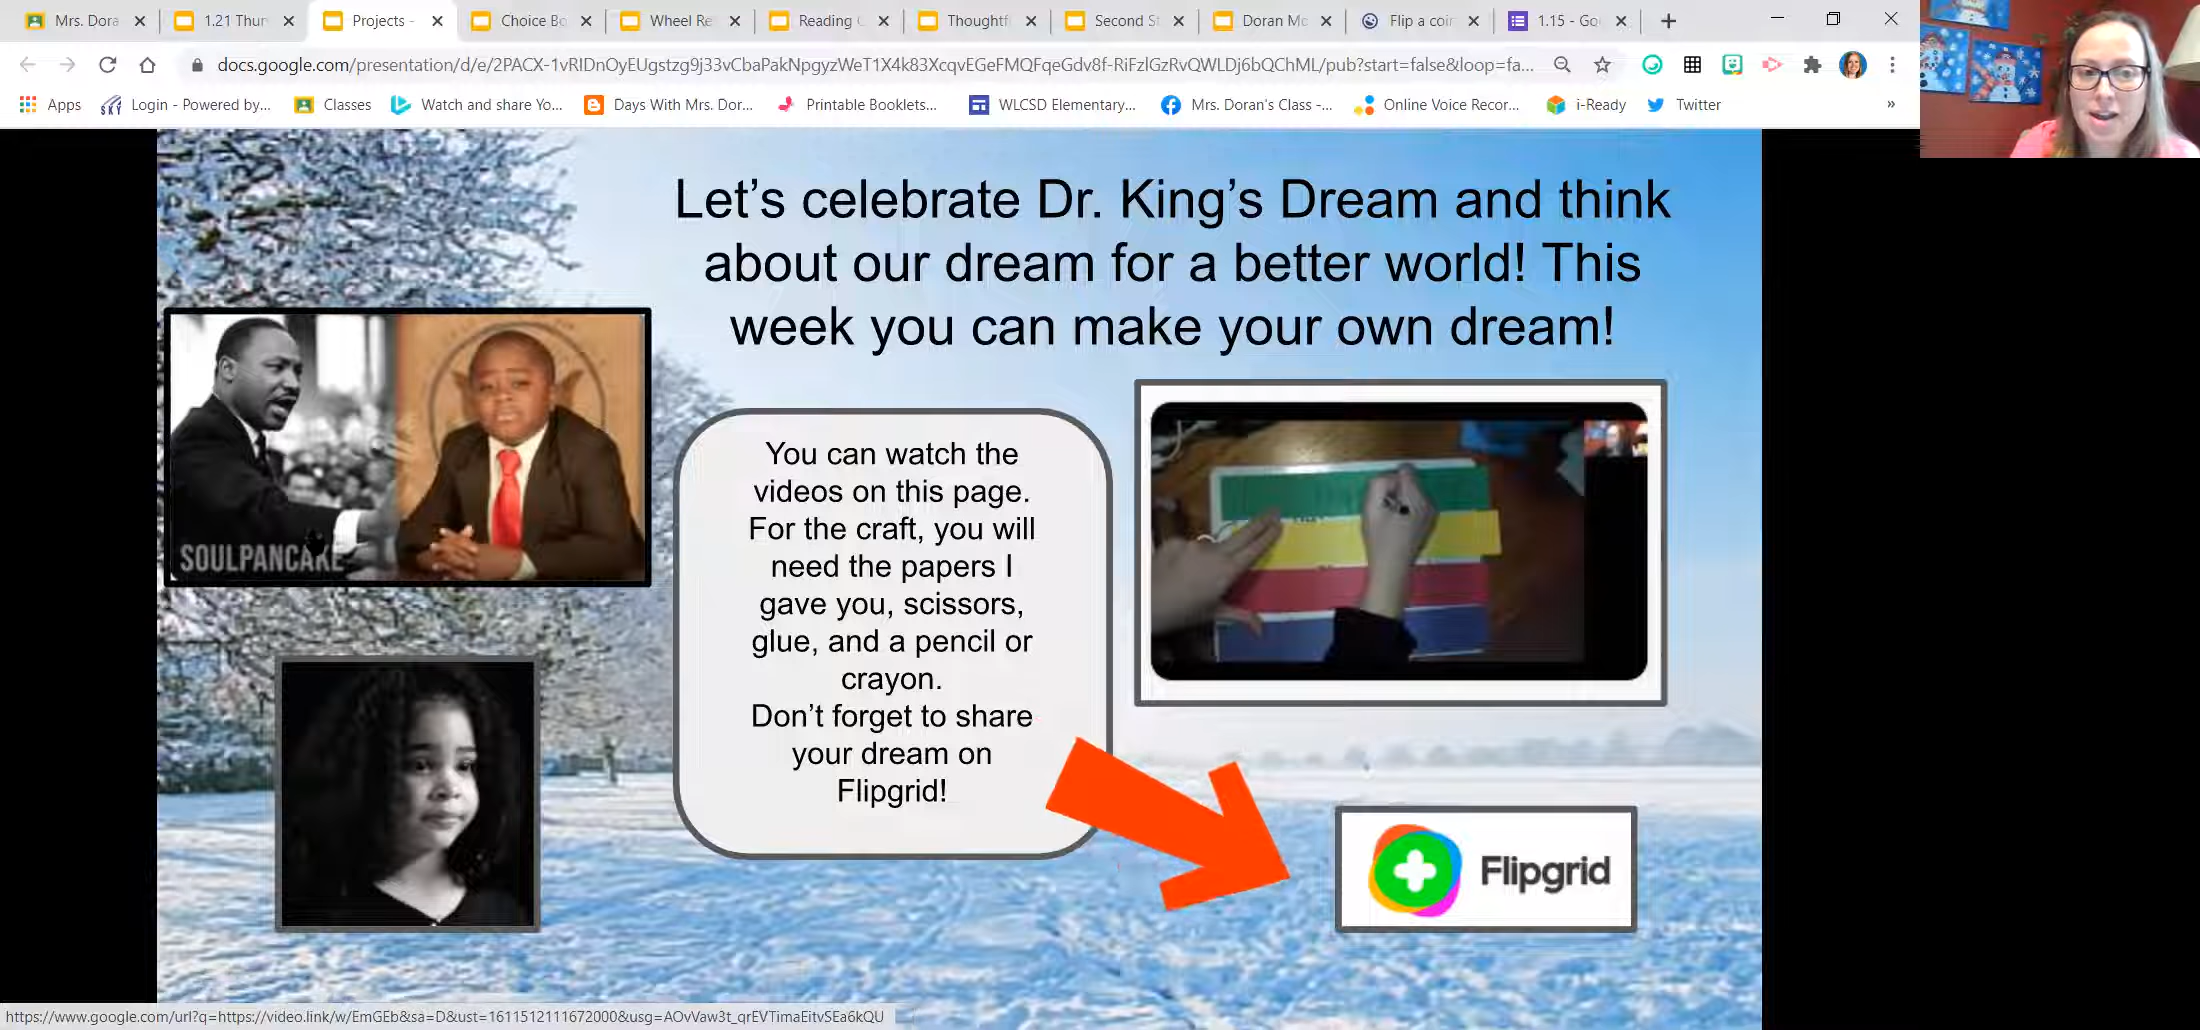 Mrs. Dora
1.21 Thur
Projects -
Choice Bo
Wheel Re
Reading
Thoughtf
Second St
Doran Mo
Flip a coin
1.15 - Go
docs.google.com/presentation/d/e/2PACX-1vRIDnOyEUgstzg9j33vCbaPakNpgyzWeT1X4k83XcqvEGeFMQFqeGdv8f-RiFzlGzRvQWLDj6bQChML/pub?start=false&loop=fa...
Apps
Login - Powered by...
Classes
Watch and share Yo...
Days With Mrs. Dor...
Printable Booklets...
WLCSD Elementary...
Mrs. Doran's Class -...
Online Voice Recor...
i-Ready
Twitter
»
Let's celebrate Dr. King's Dream and think
about our dream for a better world! This
week you can make your own dream!
SOULPANCAKE
You can watch the
videos on this page.
For the craft, you will
need the papers I
gave you, scissors,
glue, and a pencil or
crayon.
Don't forget to share
your dream on
Flipgrid!
Flipgrid
https://www.google.com/url?q=https://video.link/w/EmGEb&sa=D&ust=1611512111672000&usg=AOvVaw3t_qrEVTimaEitvSEa6kQU